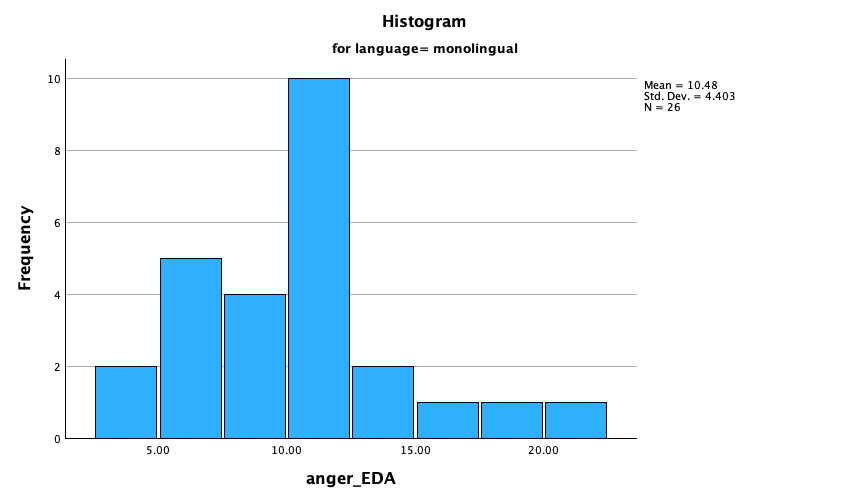 Histogram
for language= monolingual
Mean = 10.48
Std. Dev. = 4.403
N = 26
Frequency
10
8
6
4
2
0
5.00 10.00 15.00 20.00
anger_EDA